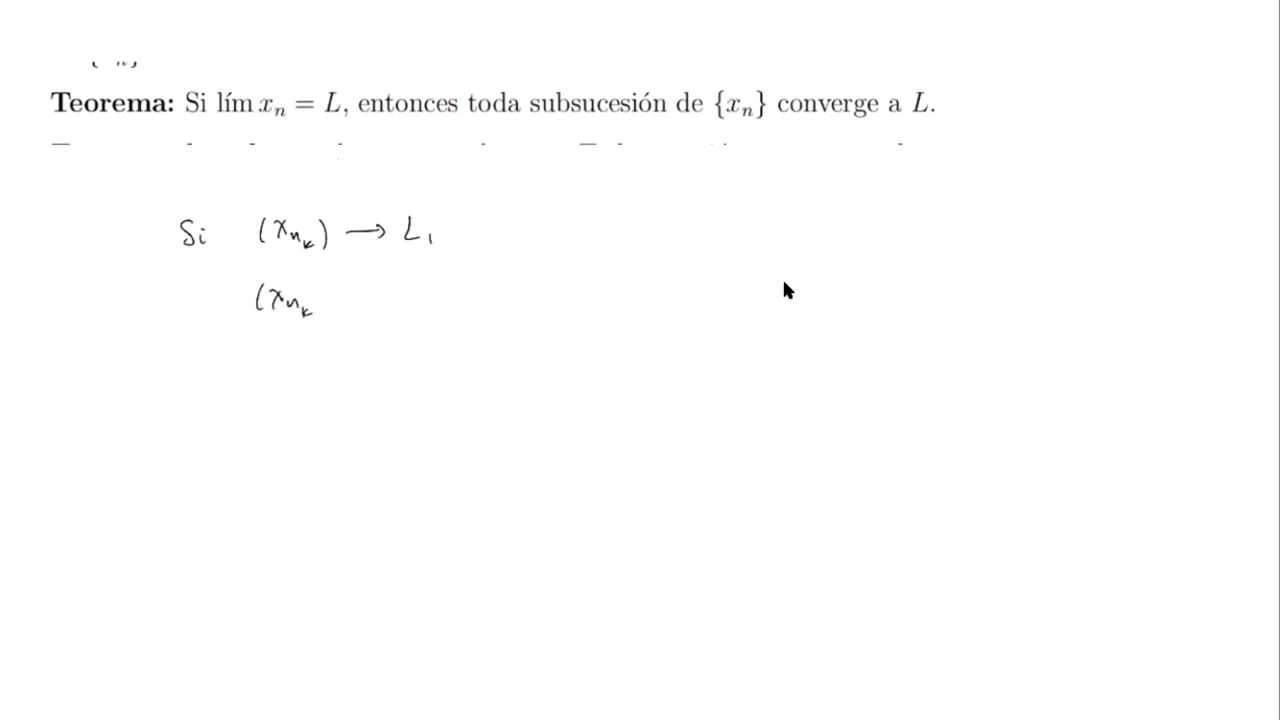 Teorema: Si lím xₙ = L, entonces toda subsucesión de {xₙ} converge a L.
Si (xₙₖ) → L₁
(xₙₖ